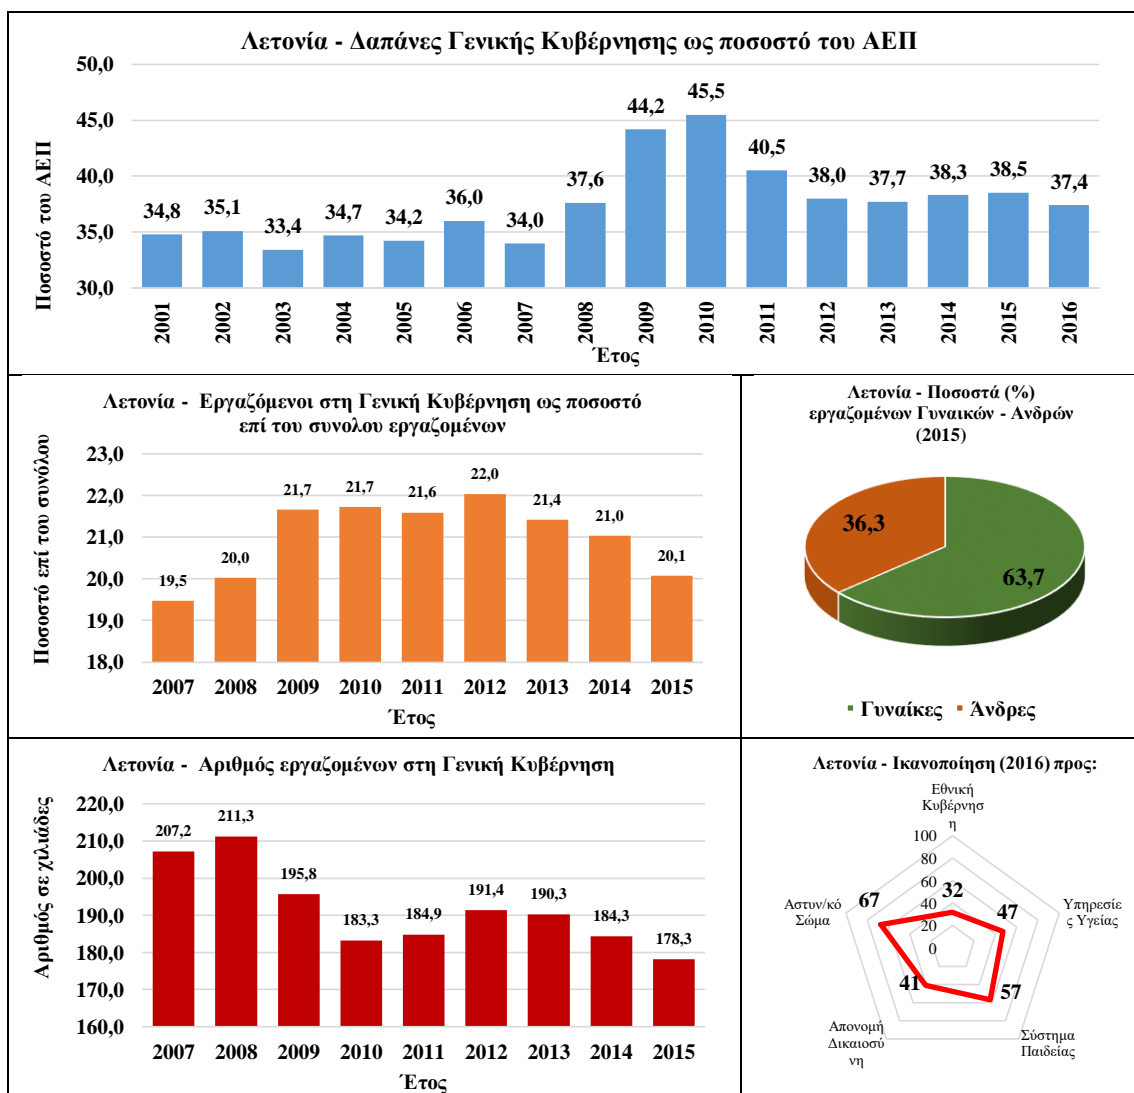 Λετονία - Δαπάνες Γενικής Κυβέρνησης ως ποσοστό του ΑΕΠ
Ποσοστό του ΑΕΠ
50,0
45,0
40,0
35,0
30,0
34,8
35,1
33,4
34,7
34,2
36,0
34,0
37,6
44,2
45,5
40,5
38,0
37,7
38,3
38,5
37,4
2001
2002
2003
2004
2005
2006
2007
2008
2009
2010
2011
2012
2013
2014
2015
2016
Έτος
Λετονία - Εργαζόμενοι στη Γενική Κυβέρνηση ως ποσοστό
επί του συνολου εργαζομένων
Ποσοστό επί του συνόλου
23,0
22,0
21,0
20,0
19,0
18,0
19,5
20,0
21,7
21,7
21,6
22,0
21,4
21,0
20,1
2007 2008 2009 2010 2011 2012 2013 2014 2015
Έτος
Λετονία - Ποσοστά (%)
εργαζομένων Γυναικών - Ανδρών
(2015)
36,3
63,7
Γυναίκες Άνδρες
Λετονία - Αριθμός εργαζομένων στη Γενική Κυβέρνηση
Αριθμός σε χιλιάδες
220,0
210,0
200,0
190,0
180,0
170,0
160,0
207,2
211,3
195,8
183,3
184,9
191,4
190,3
184,3
178,3
2007 2008 2009 2010 2011 2012 2013 2014 2015
Έτος
Λετονία - Ικανοποίηση (2016) προς:
Εθνική
Κυβέρνησ
η
100
80
60
40
20
0
32
47
57
41
67
Υπηρεσίε
ς Υγείας
Σύστημα
Παιδείας
Απονομή
Δικαιοσύ
νη
Αστυν/κό
Σώμα